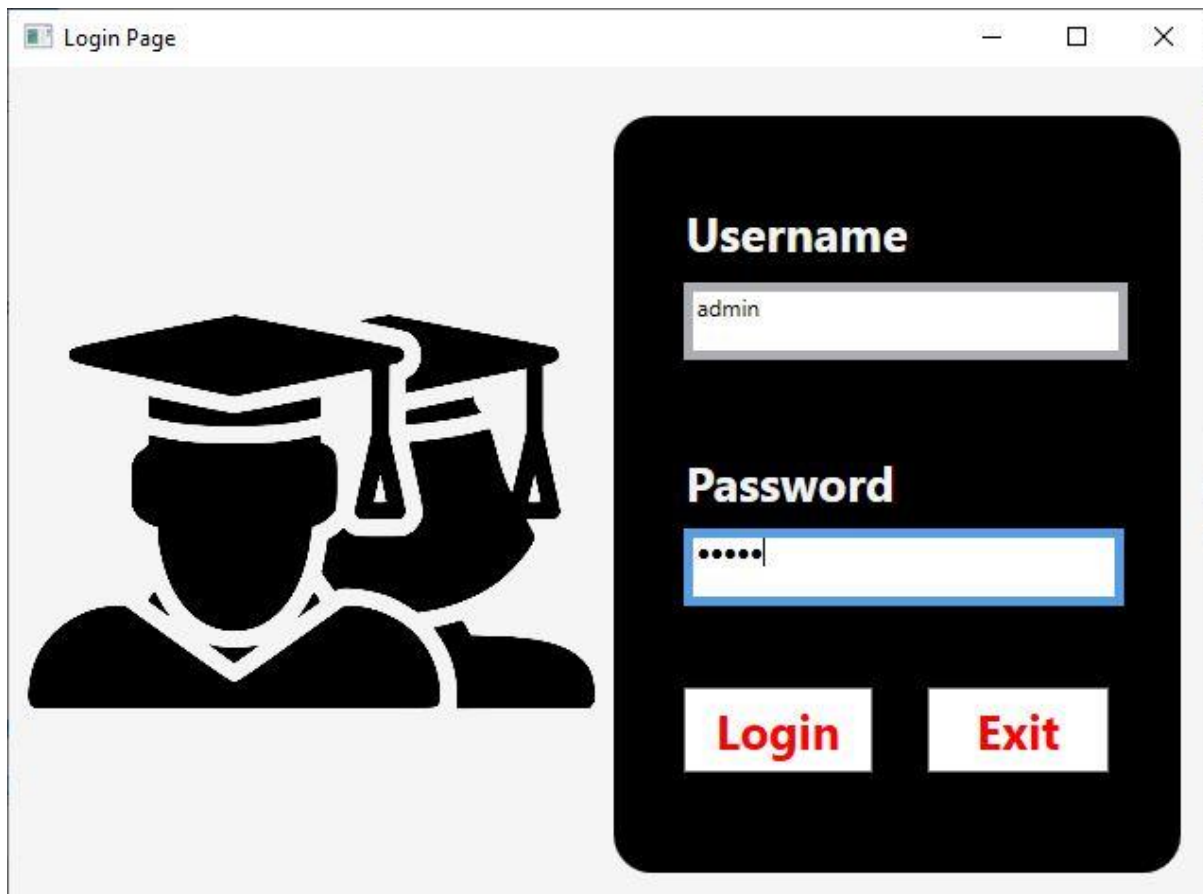 Login Page
Username
admin
Password
•••••
Login Exit